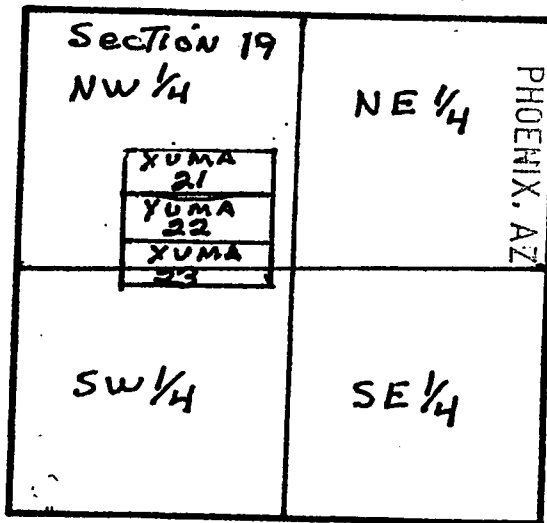 Section 19
NW 1/4
NE 1/4
PHOENIX, AZ
XUMA
21
YUMA
22
XUMA
23
SW 1/4
SE 1/4